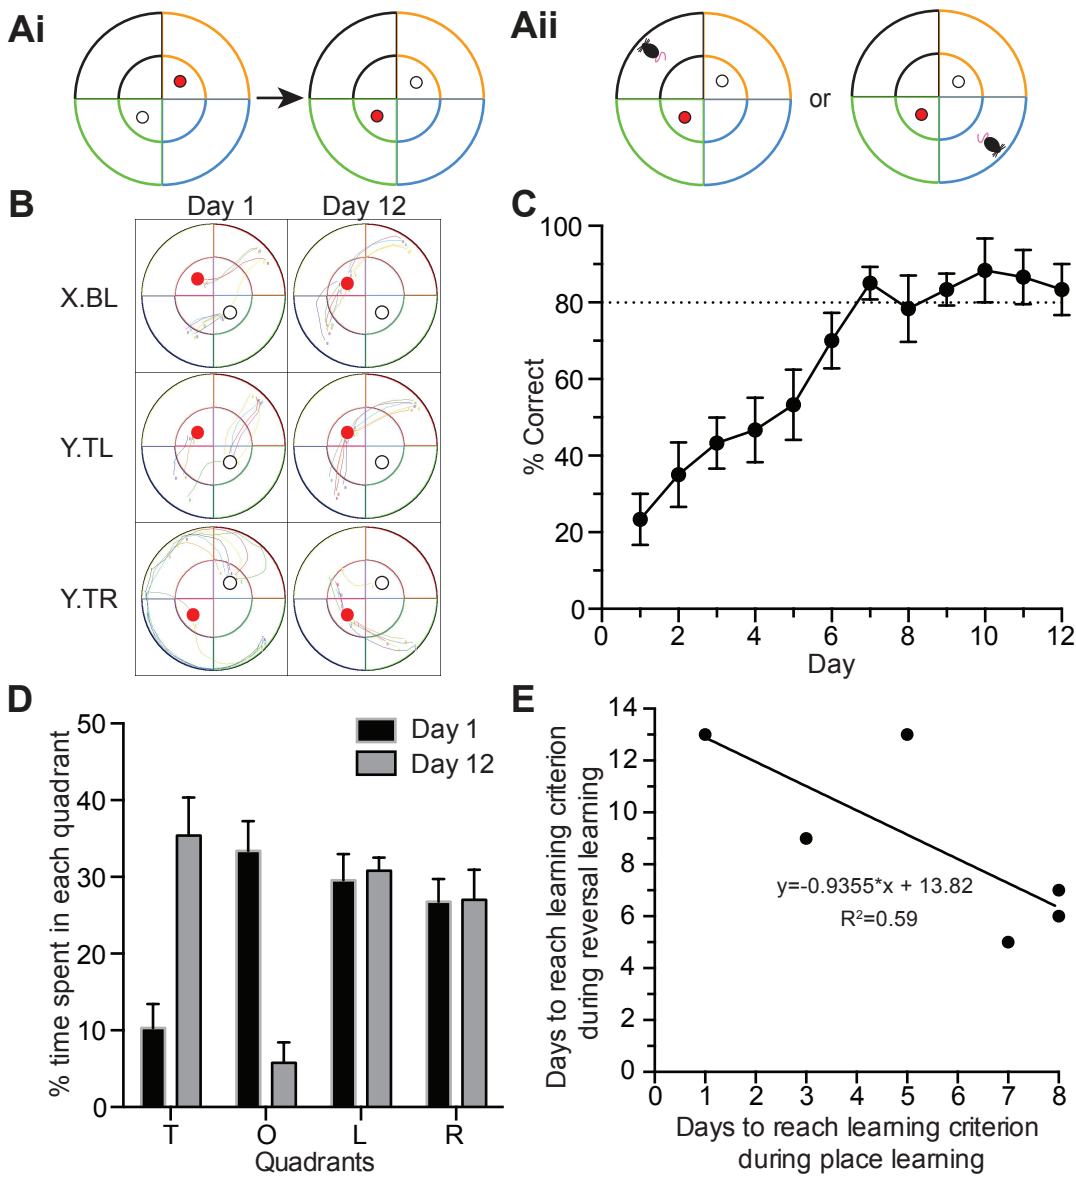 Ai
Aii
or
B
Day 1
Day 12
X.BL
Y.TL
Y.TR
C
100
80
60
40
20
0
% Correct
0
2
4
6
8
10
12
Day
D
50
40
30
20
10
0
% time spent in each quadrant
Day 1
Day 12
T
O
L
R
Quadrants
E
14
12
10
8
6
4
2
0
Days to reach learning criterion
during reversal learning
y=-0.9355*x + 13.82
R²=0.59
0
1
2
3
4
5
6
7
8
Days to reach learning criterion
during place learning